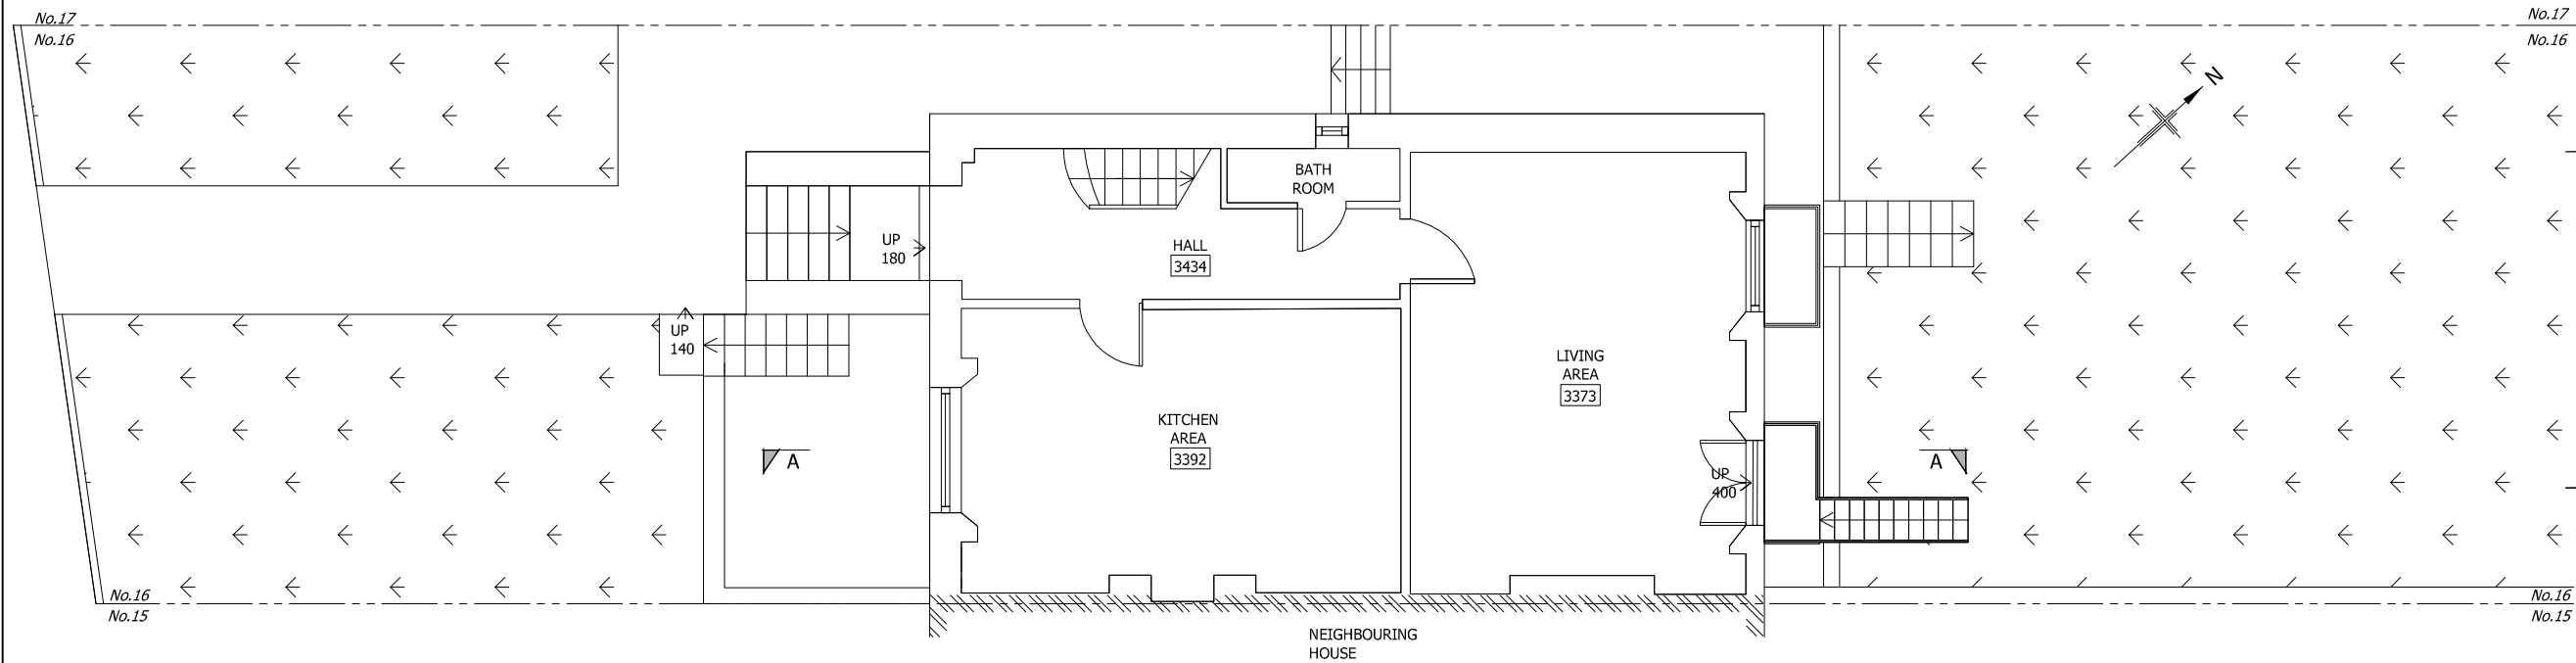 No.17
No.16
No.17
No.16
N
BATH
ROOM
UP
180
HALL
3434
UP
140
LIVING
AREA
3373
KITCHEN
AREA
3392
A
A
UP
400
No.16
No.15
No.16
No.15
NEIGHBOURING
HOUSE